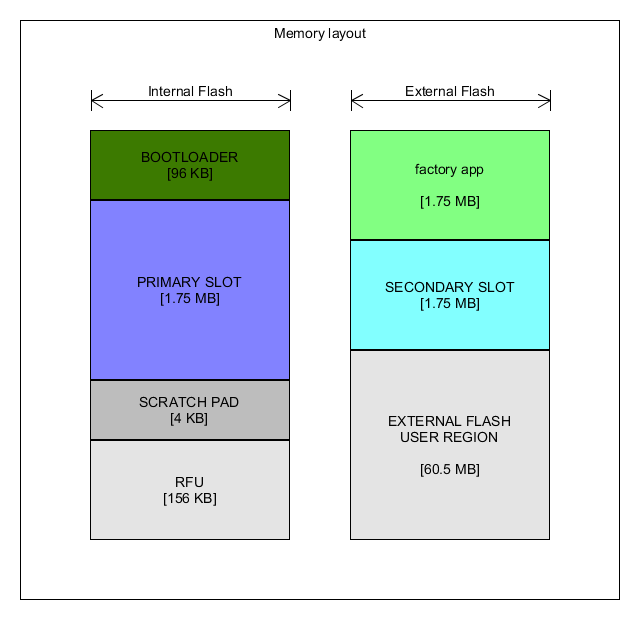 Memory layout
Internal Flash
External Flash
BOOTLOADER
[96 KB]
PRIMARY SLOT
[1.75 MB]
SCRATCH PAD
[4 KB]
RFU
[156 KB]
factory app
[1.75 MB]
SECONDARY SLOT
[1.75 MB]
EXTERNAL FLASH
USER REGION
[60.5 MB]